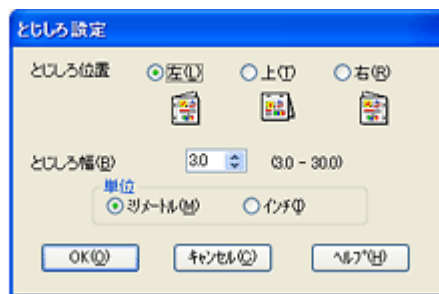 とじしろ設定
とじしろ位置 左(L) 上(T) 右(R)
とじしろ幅(B) 3.0 (3.0 - 30.0)
単位
ミリメートル(M) インチ(I)
OK(O) キャンセル(C) ヘルプ(H)